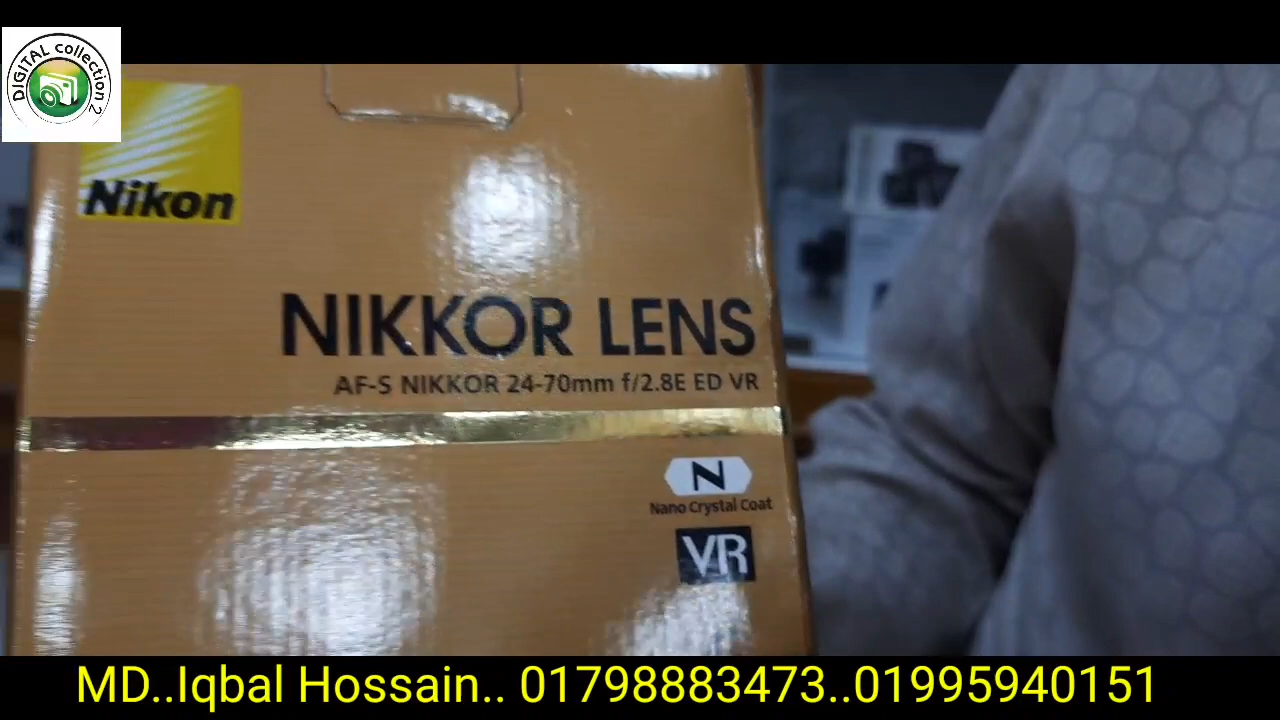 DIGITAL Collection 2
Nikon
NIKKOR LENS
AF-S NIKKOR 24-70mm f/2.8E ED VR
N
Nano Crystal Coat
VR
MD..Iqbal Hossain.. 01798883473..01995940151